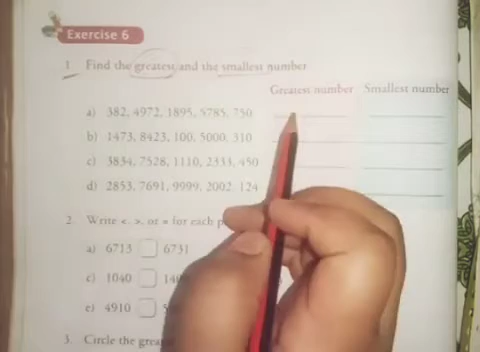 Exercise 6
1 Find the greatest and the smallest number
Greatest number Smallest number
a) 382, 4972, 1895, 5785, 750
b) 1473, 8423, 100, 5000, 310
c) 3834, 7528, 1110, 2333, 450
d) 2853, 7691, 9999, 2002, 124
2. Write <, >, or = for each
a) 6713 6731
c) 1040
e) 4910
3. Circle the